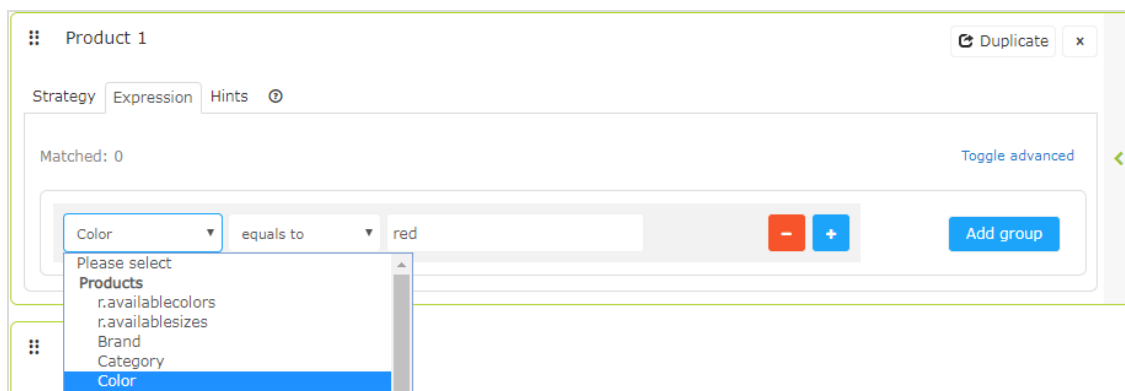 Product 1
Duplicate
x
Strategy Expression Hints
Matched: 0
Toggle advanced
Color equals to red
- +
Add group
Please select
Products
r.availablecolors
r.availablesizes
Brand
Category
Color